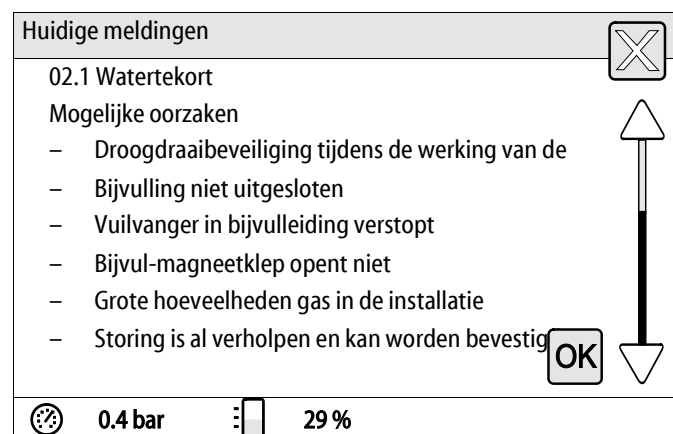 Huidige meldingen
02.1 Watertekort
Mogelijke oorzaken
– Droogdraaibeveiliging tijdens de werking van de
– Bijvulling niet uitgesloten
– Vuilvanger in bijvulleiding verstopt
– Bijvul-magneetklep opent niet
– Grote hoeveelheden gas in de installatie
– Storing is al verholpen en kan worden bevestig
OK
0.4 bar 29 %